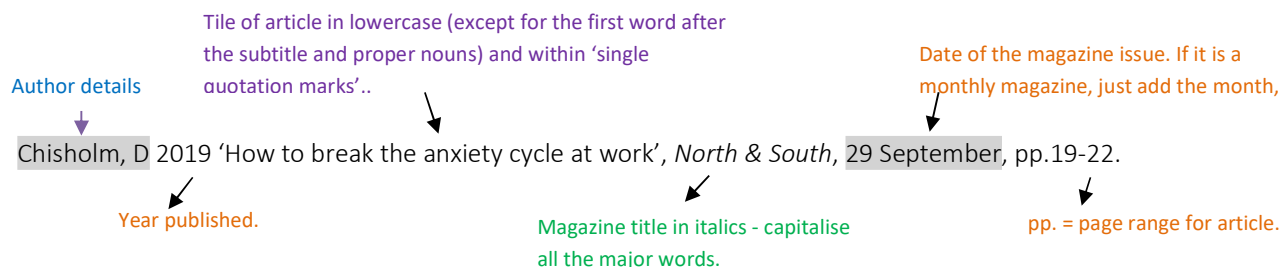 Tile of article in lowercase (except for the first word after
the subtitle and proper nouns) and within ‘single
quotation marks’..
Date of the magazine issue. If it is a
monthly magazine, just add the month,
Author details
Chisholm, D 2019 ‘How to break the anxiety cycle at work’, North & South, 29 September, pp.19-22.
Year published.
Magazine title in italics - capitalise
all the major words.
pp. = page range for article.